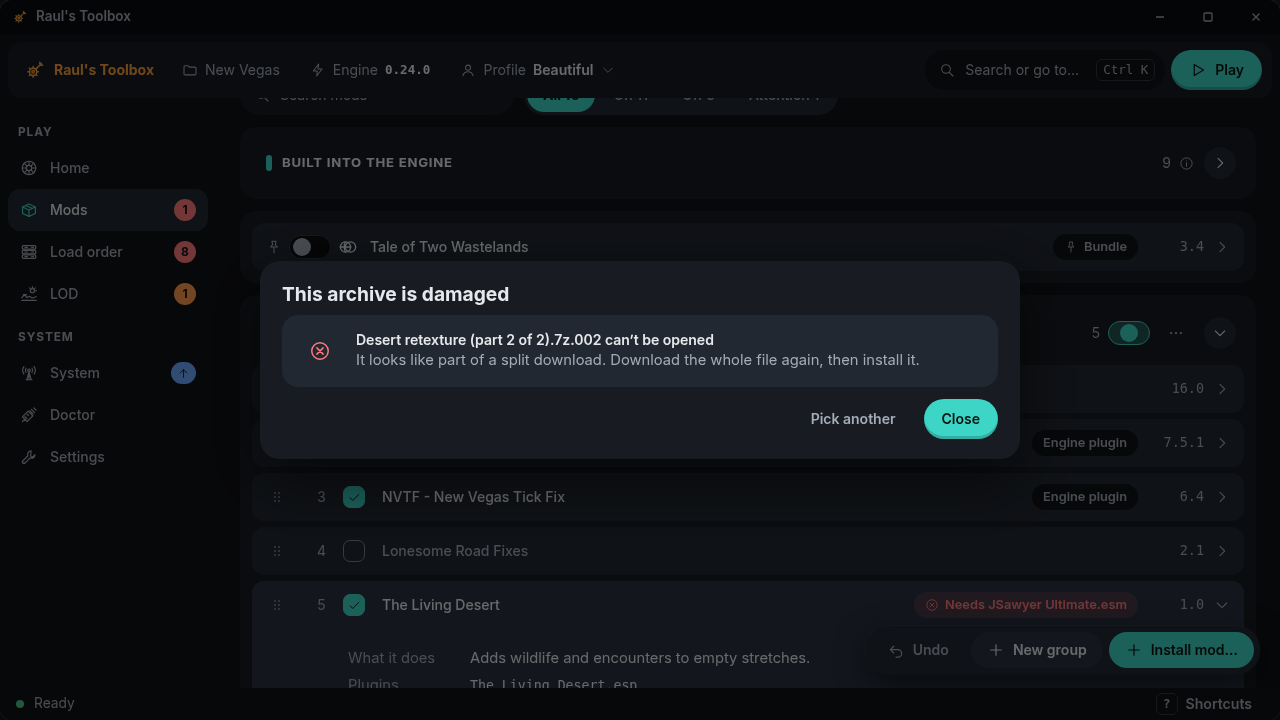 Raul's Toolbox
Raul's Toolbox
New Vegas
Engine 0.24.0
Profile Beautiful
Search or go to...
Ctrl K
Play
PLAY
Home
Mods 1
Load order 8
LOD 1
SYSTEM
System
Doctor
Settings
BUILT INTO THE ENGINE
9
Tale of Two Wastelands
Bundle
3.4
This archive is damaged
Desert retexture (part 2 of 2).7z.002 can't be opened
It looks like part of a split download. Download the whole file again, then install it.
Pick another
Close
5
16.0
Engine plugin
7.5.1
3
NVTF - New Vegas Tick Fix
Engine plugin
6.4
4
Lonesome Road Fixes
2.1
5
The Living Desert
Needs JSawyer Ultimate.esm
1.0
What it does
Adds wildlife and encounters to empty stretches.
Plugins
The Living Desert.esp
Undo
New group
Install mod...
Ready
? Shortcuts